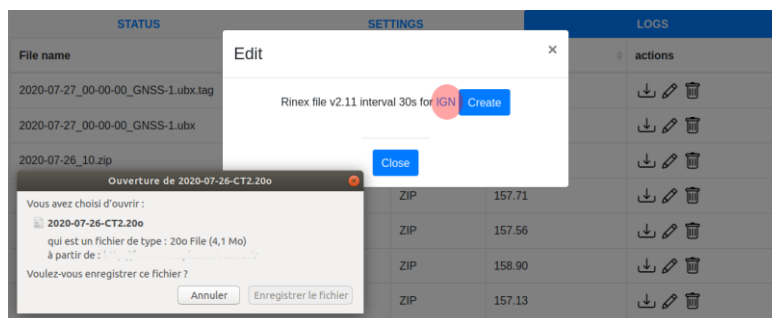 STATUS SETTINGS LOGS
File name actions
Edit ×
2020-07-27_00-00-00_GNSS-1.ubx.tag
Rinex file v2.11 interval 30s for IGN Create
2020-07-27_00-00-00_GNSS-1.ubx
2020-07-26_10.zip
Close
Ouverture de 2020-07-26-CT2.20o
Vous avez choisi d'ouvrir :
ZIP 157.71
2020-07-26-CT2.20o
ZIP 157.56
qui est un fichier de type : 20o File (4,1 Mo)
à partir de :
ZIP 158.90
Voulez-vous enregistrer ce fichier ?
Annuler Enregistrer le fichier
ZIP 157.13